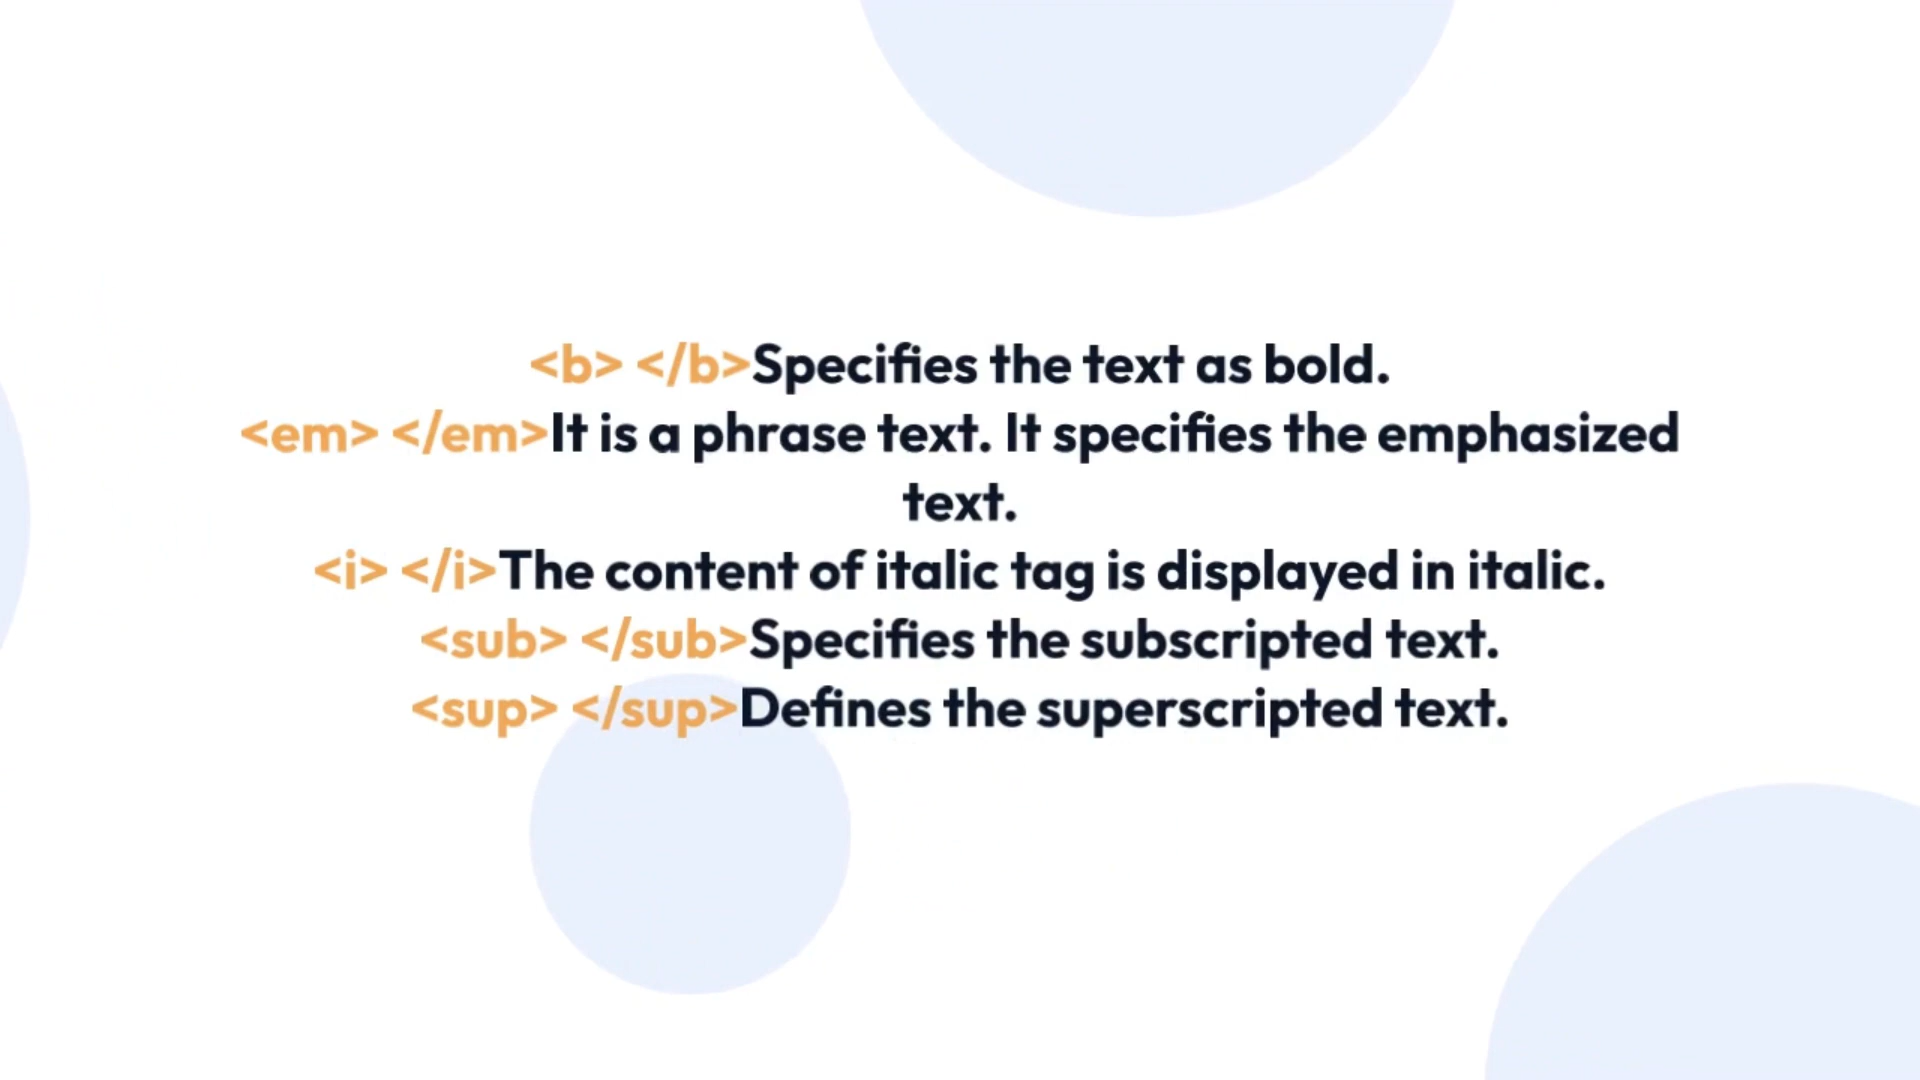 <b> </b>Specifies the text as bold.
<em> </em>It is a phrase text. It specifies the emphasized
text.
<i> </i>The content of italic tag is displayed in italic.
<sub> </sub>Specifies the subscripted text.
<sup> </sup>Defines the superscripted text.